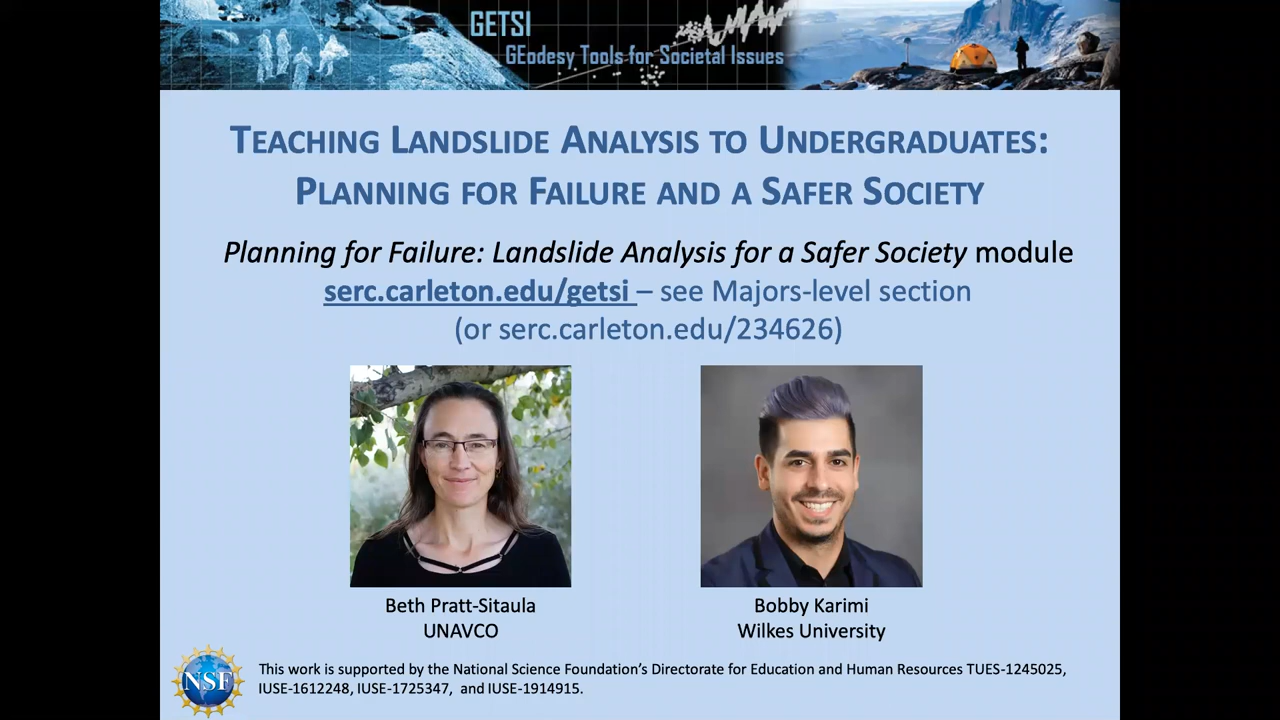 GETSI
GEodesy Tools for Societal Issues
TEACHING LANDSLIDE ANALYSIS TO UNDERGRADUATES:
PLANNING FOR FAILURE AND A SAFER SOCIETY
Planning for Failure: Landslide Analysis for a Safer Society module
serc.carleton.edu/getsi – see Majors-level section
(or serc.carleton.edu/234626)
Beth Pratt-Sitaula
UNAVCO
Bobby Karimi
Wilkes University
NSF
This work is supported by the National Science Foundation's Directorate for Education and Human Resources TUES-1245025,
IUSE-1612248, IUSE-1725347, and IUSE-1914915.